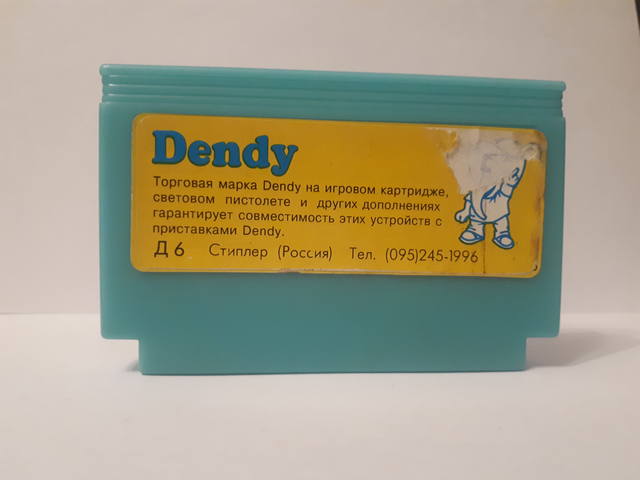 Dendy
Торговая марка Dendy на игровом картридже,
световом пистолете и других дополнениях
гарантирует совместимость этих устройств с
приставками Dendy.
Д 6 Стиплер (Россия) Тел. (095)245-1996